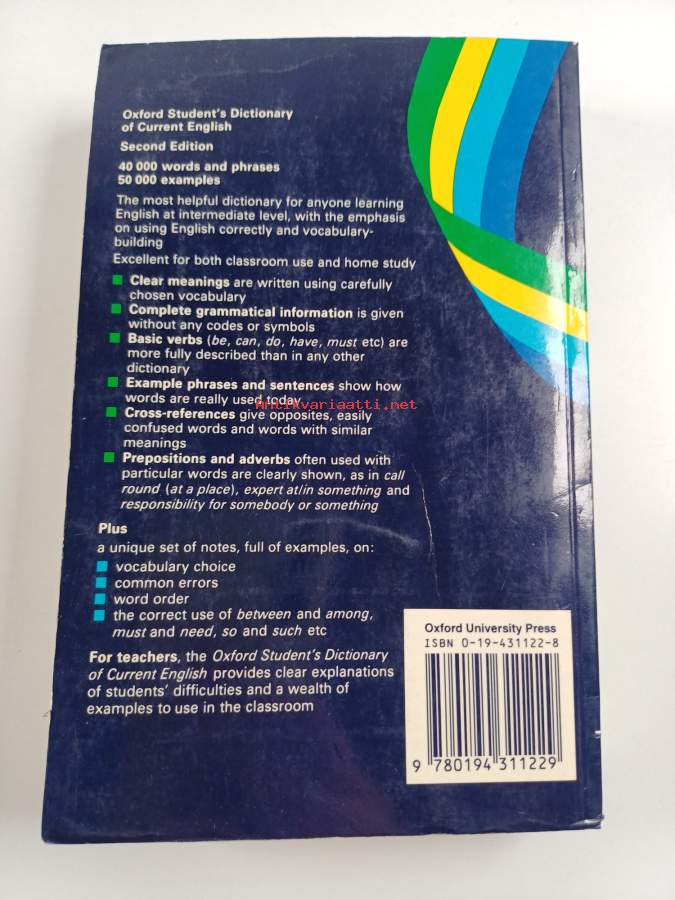 Oxford Student's Dictionary
of Current English
Second Edition
40 000 words and phrases
50 000 examples
The most helpful dictionary for anyone learning
English at intermediate level, with the emphasis
on using English correctly and vocabulary-
building
Excellent for both classroom use and home study
Clear meanings are written using carefully
chosen vocabulary
Complete grammatical information is given
without any codes or symbols
Basic verbs (be, can, do, have, must etc) are
more fully described than in any other
dictionary
Example phrases and sentences show how
words are really used today
antikvariaatti.net
Cross-references give opposites, easily
confused words and words with similar
meanings
Prepositions and adverbs often used with
particular words are clearly shown, as in call
round (at a place), expert at/in something and
responsibility for somebody or something
Plus
a unique set of notes, full of examples, on:
vocabulary choice
common errors
word order
the correct use of between and among,
must and need, so and such etc
For teachers, the Oxford Student's Dictionary
of Current English provides clear explanations
of students' difficulties and a wealth of
examples to use in the classroom
Oxford University Press
ISBN 0-19-431122-8
9 780194 311229